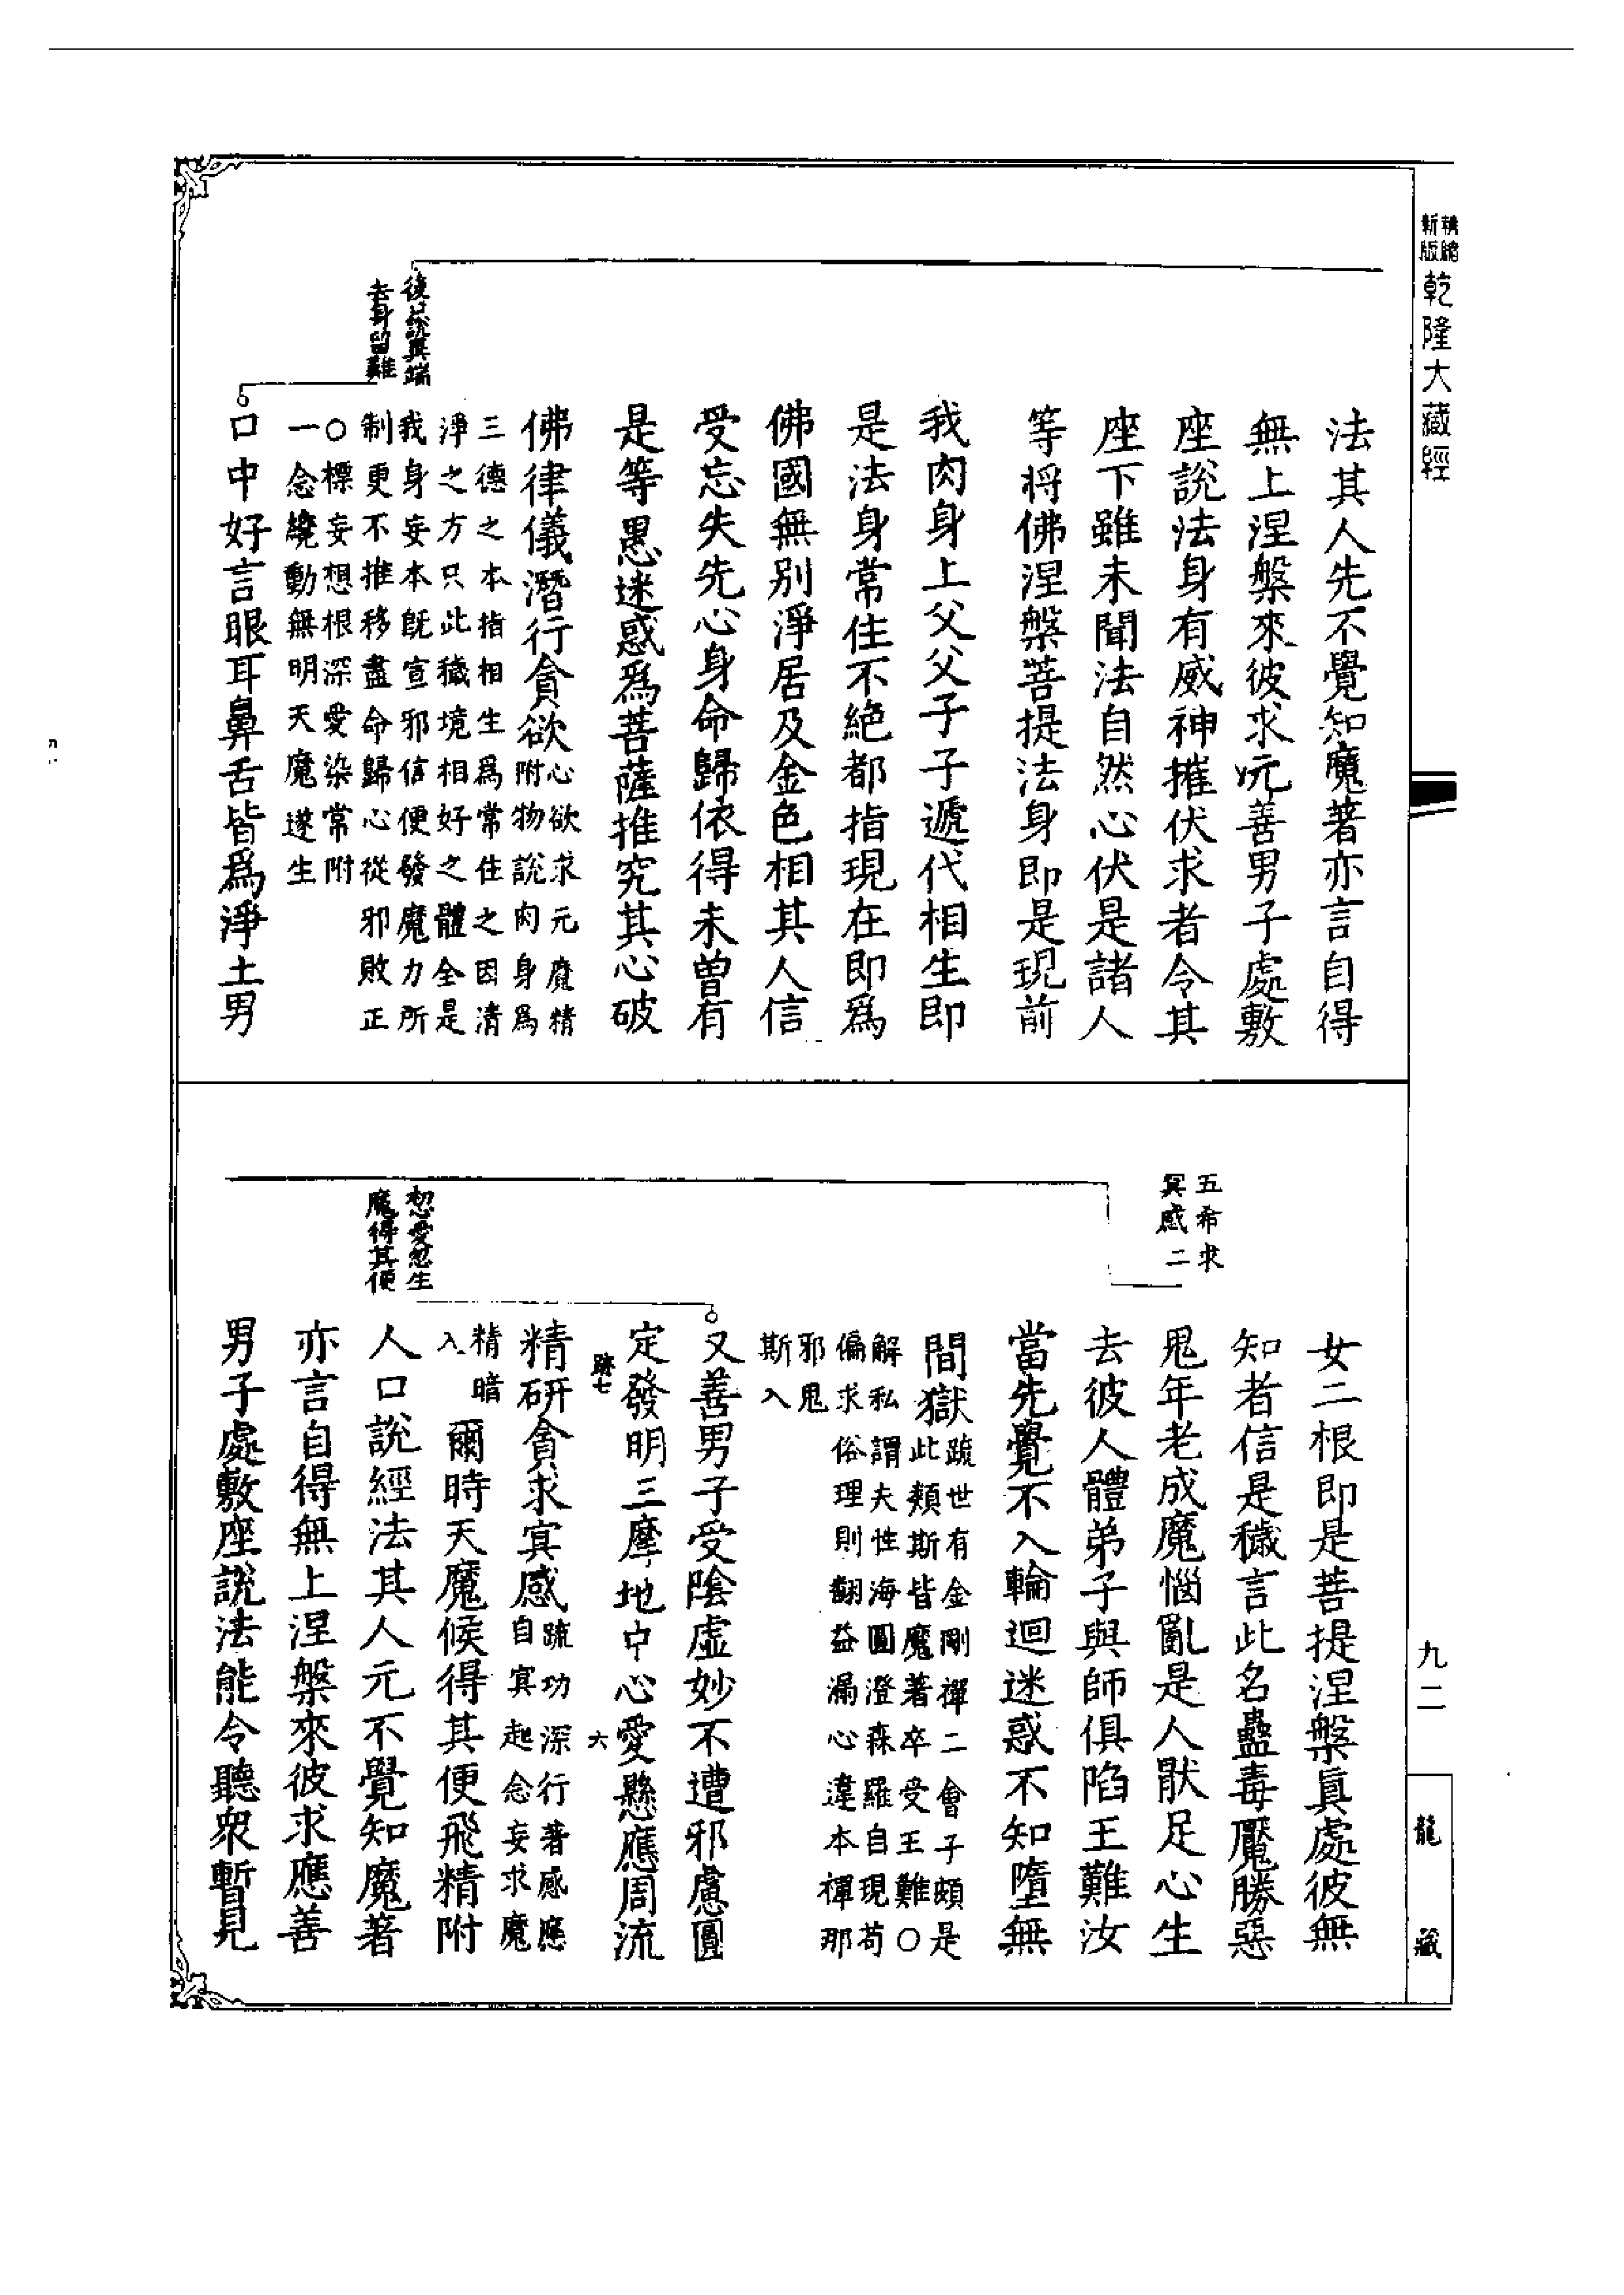 乾隆大藏經
法其人先不覺知魔著亦言自得
無上涅槃來彼求元善男子處敷
座說法身有威神摧伏求者令其
座下雖未聞法自然心伏是諸人
等將佛涅槃菩提法身即是現前
我肉身上父父子子遞代相生即
是法身常住不絕都指現在即爲
佛國無別淨居及金色相其人信
受忘失先心身命歸依得未曾有
是等愚迷惑爲菩薩推究其心破
佛律儀潛行貪欲
心欲求元魔精
附物說肉身爲
三德之本指相生爲常住之因清
淨之方只此穢境相好之體全是
我身妄本旣宣邪信便發魔力所
制更不推移盡命歸心從邪敗正
○標妄想根深愛染常附
一念纔動無明天魔遂生
後口說異端
去身留難
口中好言眼耳鼻舌皆爲淨土男
女二根即是菩提涅槃眞處彼無
知者信是穢言此名蠱毒魘勝惡
鬼年老成魔惱亂是人猒足心生
去彼人體弟子與師俱陷王難汝
當先覺不入輪迴迷惑不知墮無
間獄
疏世有金剛禪二會子頗是
此類斯皆魔著卒受王難○
解私謂夫性海圓澄森羅自現苟
偏求俗理則翻益漏心違本禪那
邪鬼
斯入
五希求
冥感二
初愛忽生
魔得其便
又善男子受陰虛妙不遭邪慮圓
定發明三摩地中心愛懸應周流
六
跡七
精研貪求冥感
疏功深行著感應
自冥起念妄求魔
精暗
入
爾時天魔候得其便飛精附
人口說經法其人元不覺知魔著
亦言自得無上涅槃來彼求應善
男子處敷座說法能令聽衆暫見
九二
龍藏